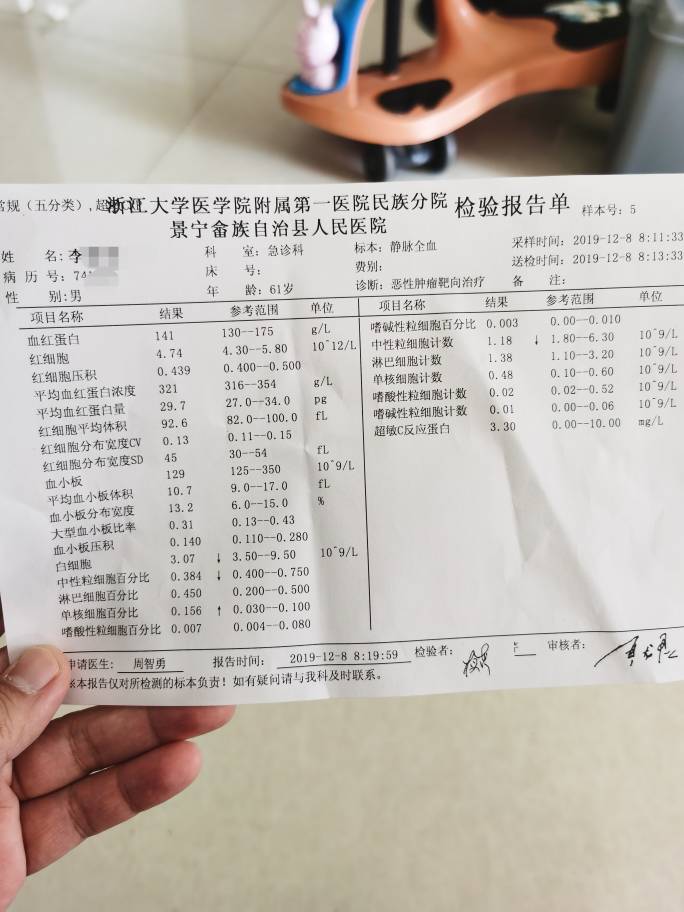 常规（五分类）,超
浙江大学医学院附属第一医院民族分院 检验报告单 样本号: 5
景宁畲族自治县人民医院
姓 名: 李 科 室: 急诊科 标本: 静脉全血 采样时间: 2019-12-8 8:11:33
病 历 号: 74 床 号: 费别: 送检时间: 2019-12-8 8:13:33
性 别: 男 年 龄: 61岁 诊断: 恶性肿瘤靶向治疗 备 注:
项目名称 结果 参考范围 单位
血红蛋白 141 130--175 g/L
红细胞 4.74 4.30--5.80 10^12/L
红细胞压积 0.439 0.400--0.500
平均血红蛋白浓度 321 316--354 g/L
平均血红蛋白量 29.7 27.0--34.0 pg
红细胞平均体积 92.6 82.0--100.0 fL
红细胞分布宽度CV 0.13 0.11--0.15
红细胞分布宽度SD 45 30--54 fL
血小板 129 125--350 10^9/L
平均血小板体积 10.7 9.0--17.0 fL
血小板分布宽度 13.2 6.0--15.0 %
大型血小板比率 0.31 0.13--0.43
血小板压积 0.140 0.110--0.280
白细胞 3.07 ↓ 3.50--9.50 10^9/L
中性粒细胞百分比 0.384 ↓ 0.400--0.750
淋巴细胞百分比 0.450 0.200--0.500
单核细胞百分比 0.156 ↑ 0.030--0.100
嗜酸性粒细胞百分比 0.007 0.004--0.080
项目名称 结果 参考范围 单位
嗜碱性粒细胞百分比 0.003 0.00--0.010
中性粒细胞计数 1.18 ↓ 1.80--6.30 10^9/L
淋巴细胞计数 1.38 1.10--3.20 10^9/L
单核细胞计数 0.48 0.10--0.60 10^9/L
嗜酸性粒细胞计数 0.02 0.02--0.52 10^9/L
嗜碱性粒细胞计数 0.01 0.00--0.06 10^9/L
超敏C反应蛋白 3.30 0.00--10.00 mg/L
申请医生: 周智勇 报告时间: 2019-12-8 8:19:59 检验者: 审核者:
本报告仅对所检测的标本负责！如有疑问请与我科及时联系。